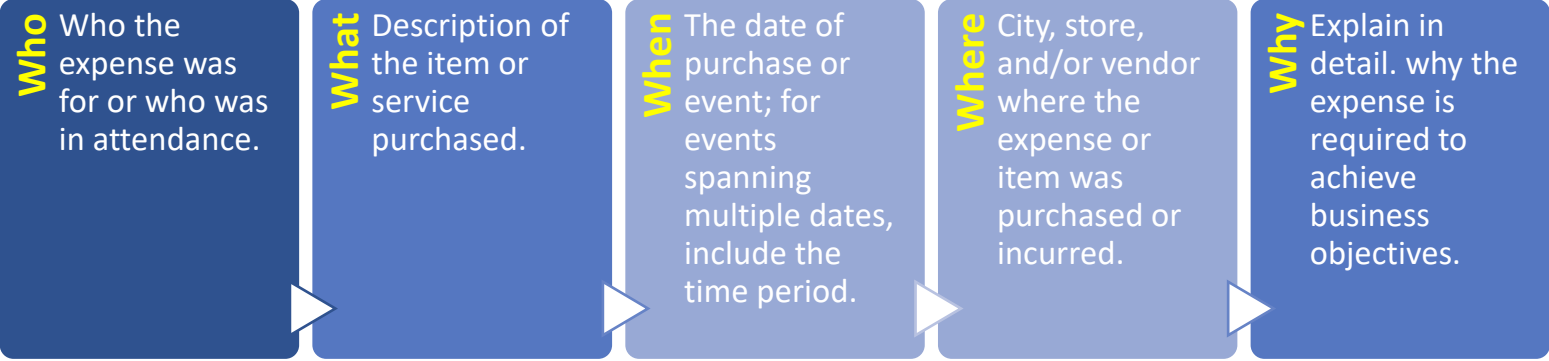 Who
Who the
expense was
for or who was
in attendance.
What
Description of
the item or
service
purchased.
When
The date of
purchase or
event; for
events
spanning
multiple dates,
include the
time period.
Where
City, store,
and/or vendor
where the
expense or
item was
purchased or
incurred.
Why
Explain in
detail. why the
expense is
required to
achieve
business
objectives.